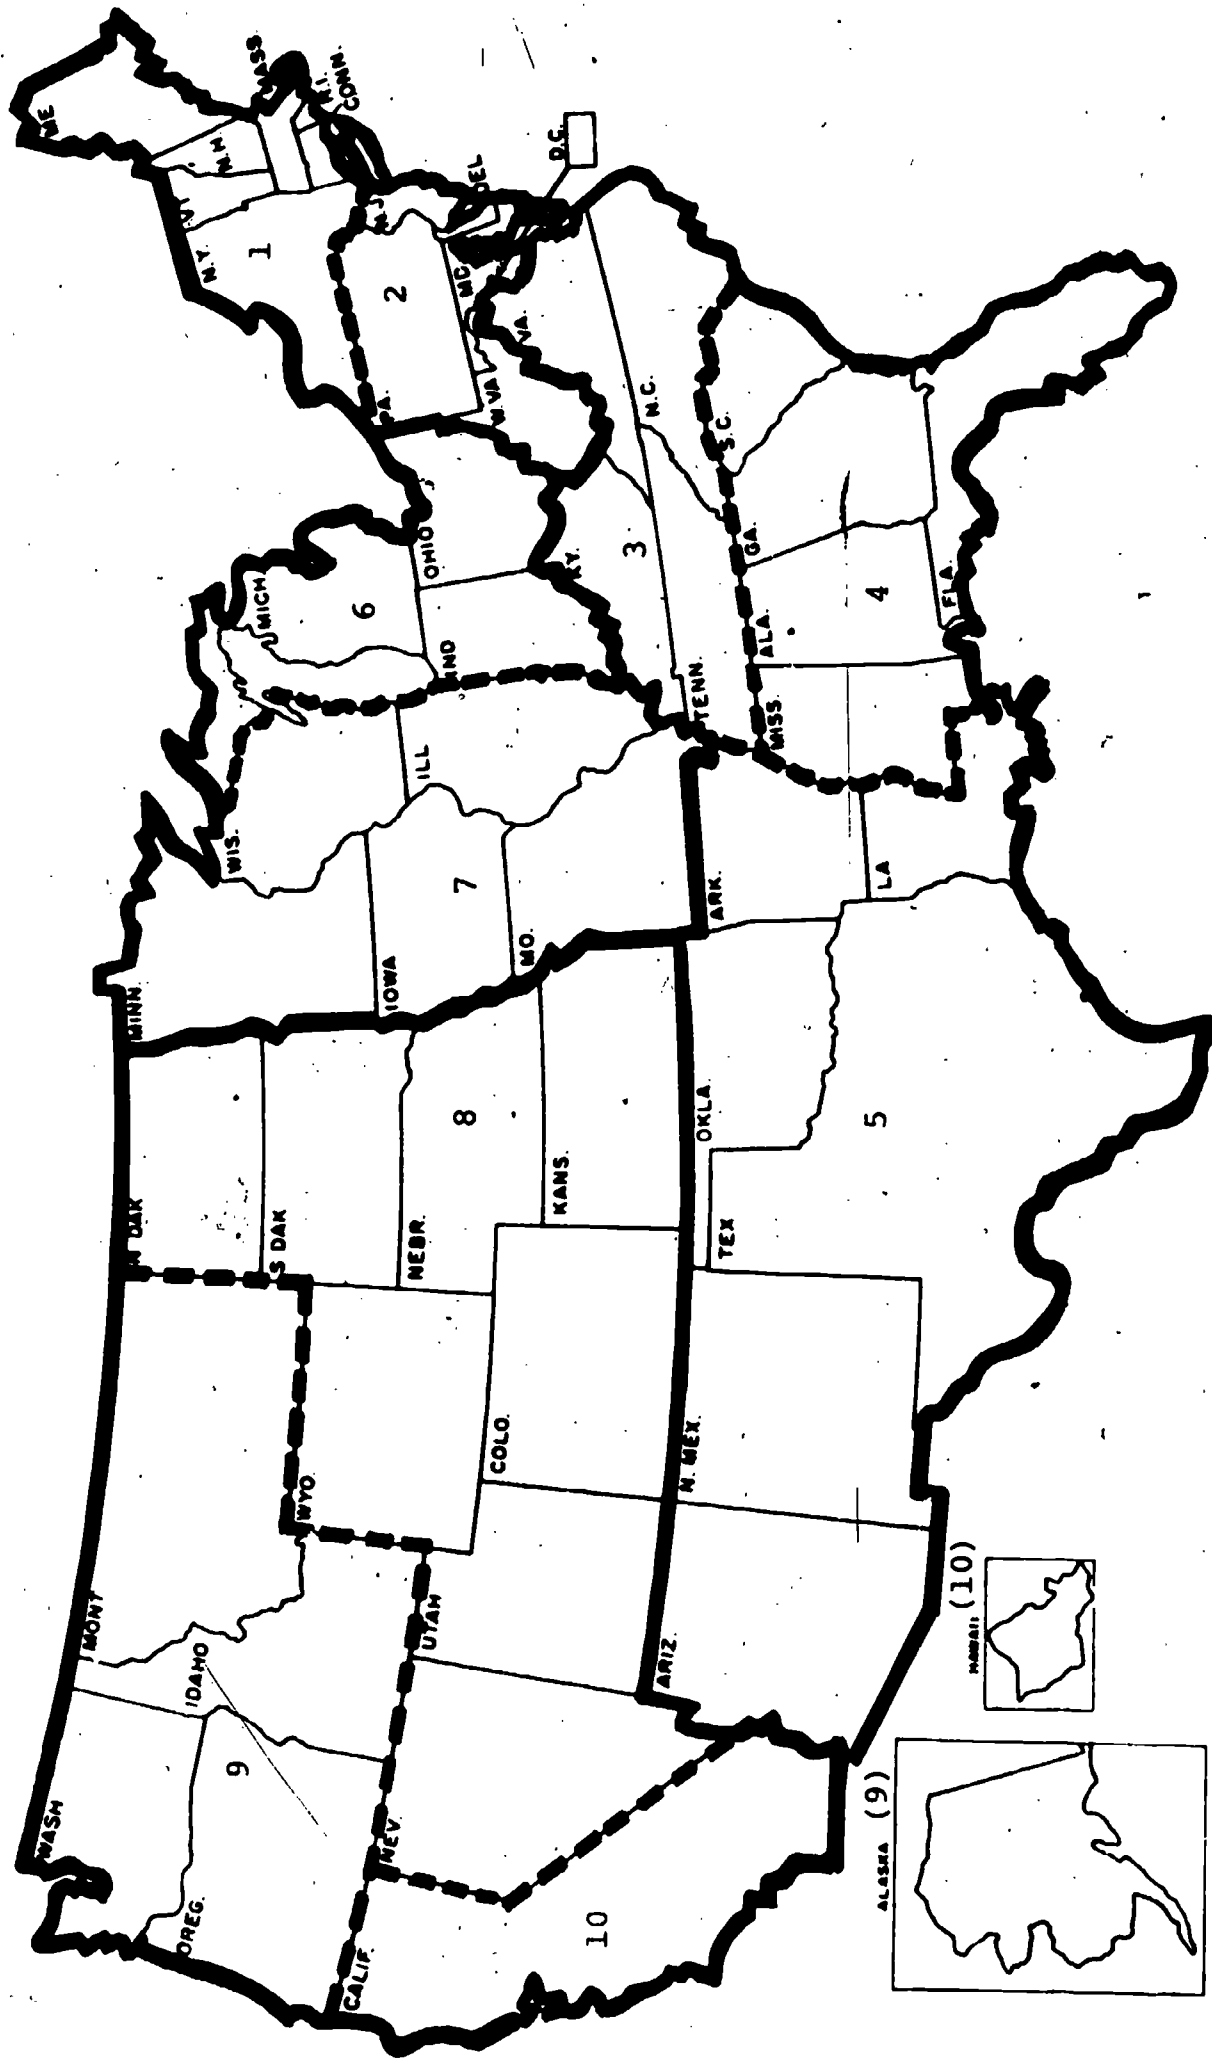 WASH
MONT
N DAK
MINN.
ME
VT
N.H
MASS.
R.I.
CONN.
N.Y.
1
OREG.
IDAHO
9
WYO.
S DAK
WIS.
MICH.
6
PA.
2
N.J
DEL
MD.
D.C.
CALIF.
NEV.
UTAH
COLO.
NEBR.
8
IOWA
7
ILL
IND
OHIO
W.VA
VA.
10
KANS.
MO.
KY.
3
TENN.
N.C.
S.C.
ARIZ.
N. MEX.
OKLA.
TEX
5
ARK.
LA
MISS.
ALA.
GA.
4
FLA.
ALASKA (9)
HAWAII (10)